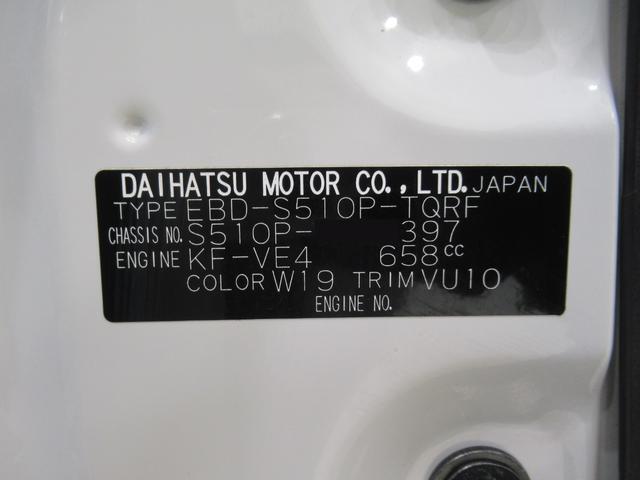 DAIHATSU MOTOR CO.,LTD. JAPAN
TYPE EBD-S510P-TQRF
CHASSIS NO. S510P- 397
ENGINE KF-VE4 658cc
COLOR W19 TRIM VU10
ENGINE NO.